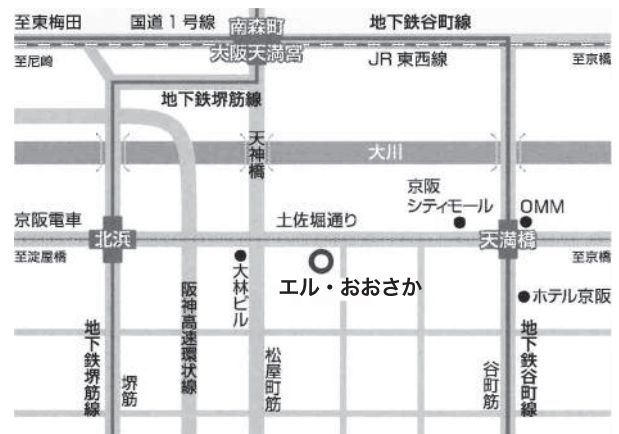 至東梅田
国道1号線
南森町
地下鉄谷町線
大阪天満宮
至尼崎
JR東西線
至京橋
地下鉄堺筋線
天神橋
大川
京阪
シティモール
OMM
京阪電車
北浜
土佐堀通り
天満橋
至淀屋橋
至京橋
大林ビル
エル・おおさか
ホテル京阪
阪神高速環状線
地下鉄堺筋線
堺筋
松屋町筋
谷町筋
地下鉄谷町線